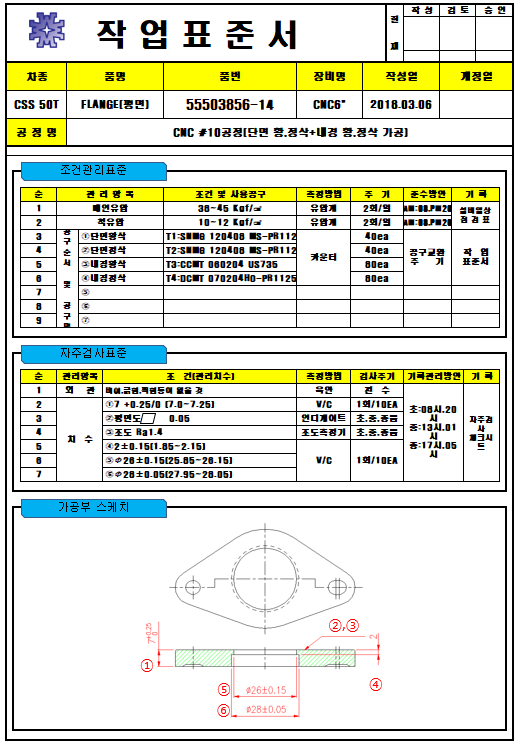 작업표준서
결 재
작 성 검 토 승 인
차종 품명 품번 장비명 작성일 개정일
CSS 50T FLANGE(평면) 55503856-14 CNC6" 2018.03.06
공 정 명 CNC #10공정(단면 황.정삭+내경 황.정삭 가공)
조건관리표준
순 관 리 항 목 조건 및 사용공구 측정방법 주 기 준수방안 기 록
1 메인유압 38~45 Kgf/㎠ 유압계 2회/일 AM:08.PM20 설비일상점 검 표
2 척유압 10~12 Kgf/㎠ 유압계 2회/일 AM:08.PM20
공구순서 및 공구명
3 ①단면황삭 T1:SNMG 120408 MS-PR112 카운터 40ea 공구교환 주 기 작 업 표준서
4 ②단면정삭 T2:SNMG 120408 MS-PR112 40ea
5 ③내경황삭 T3:CCMT 060204 US735 80ea
6 ④내경정삭 T4:DCMT 070204HQ-PR1125 80ea
7 ⑤
8 ⑥
9 ⑦
자주검사표준
순 관리항목 조 건(관리치수) 측정방법 검사주기 기록관리방안 기 록
1 외 관 육안 전 수 초:08시.20시 중:13시.01시 종:17시.05시 자주검사 체크시트
2 치 수 ①7 +0.25/0 (7.0~7.25) V/C 1회/10EA
3 ②평면도 0.05 인디게이트 초.중.종품
4 ③조도 Ra1.4 조도측정기 초.중.종품
5 ④2±0.15(1.85~2.15) V/C 1회/10EA
6 ⑤Φ26±0.15(25.85~26.15)
7 ⑥Φ28±0.05(27.95~28.05)
가공부 스케치
7+0.25 0
②,③
2
①
④
⑤ Ø26±0.15
⑥ Ø28±0.05